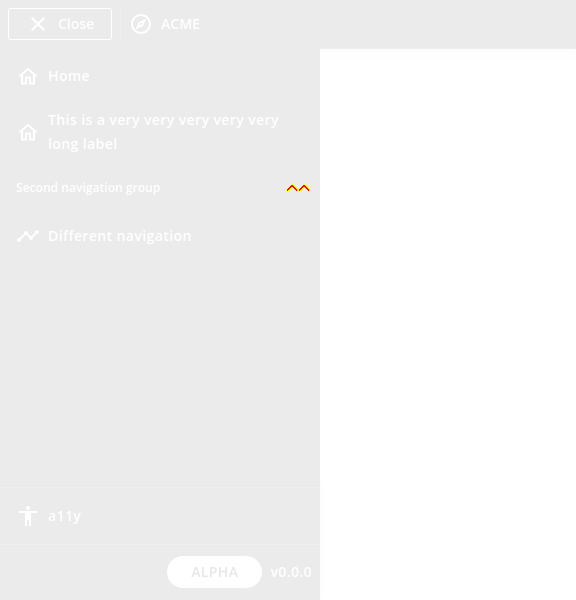 Close
ACME
Home
This is a very very very very very
long label
Second navigation group
Different navigation
a11y
ALPHA
v0.0.0